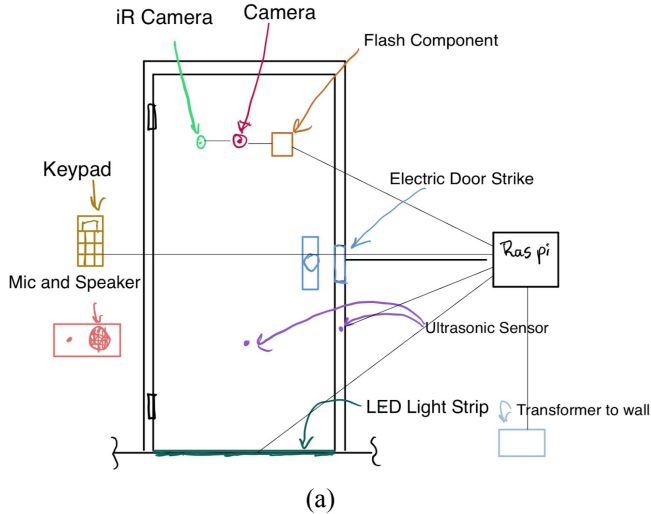 iR Camera
Camera
Flash Component
Keypad
Electric Door Strike
Ras pi
Mic and Speaker
Ultrasonic Sensor
LED Light Strip
Transformer to wall
(a)